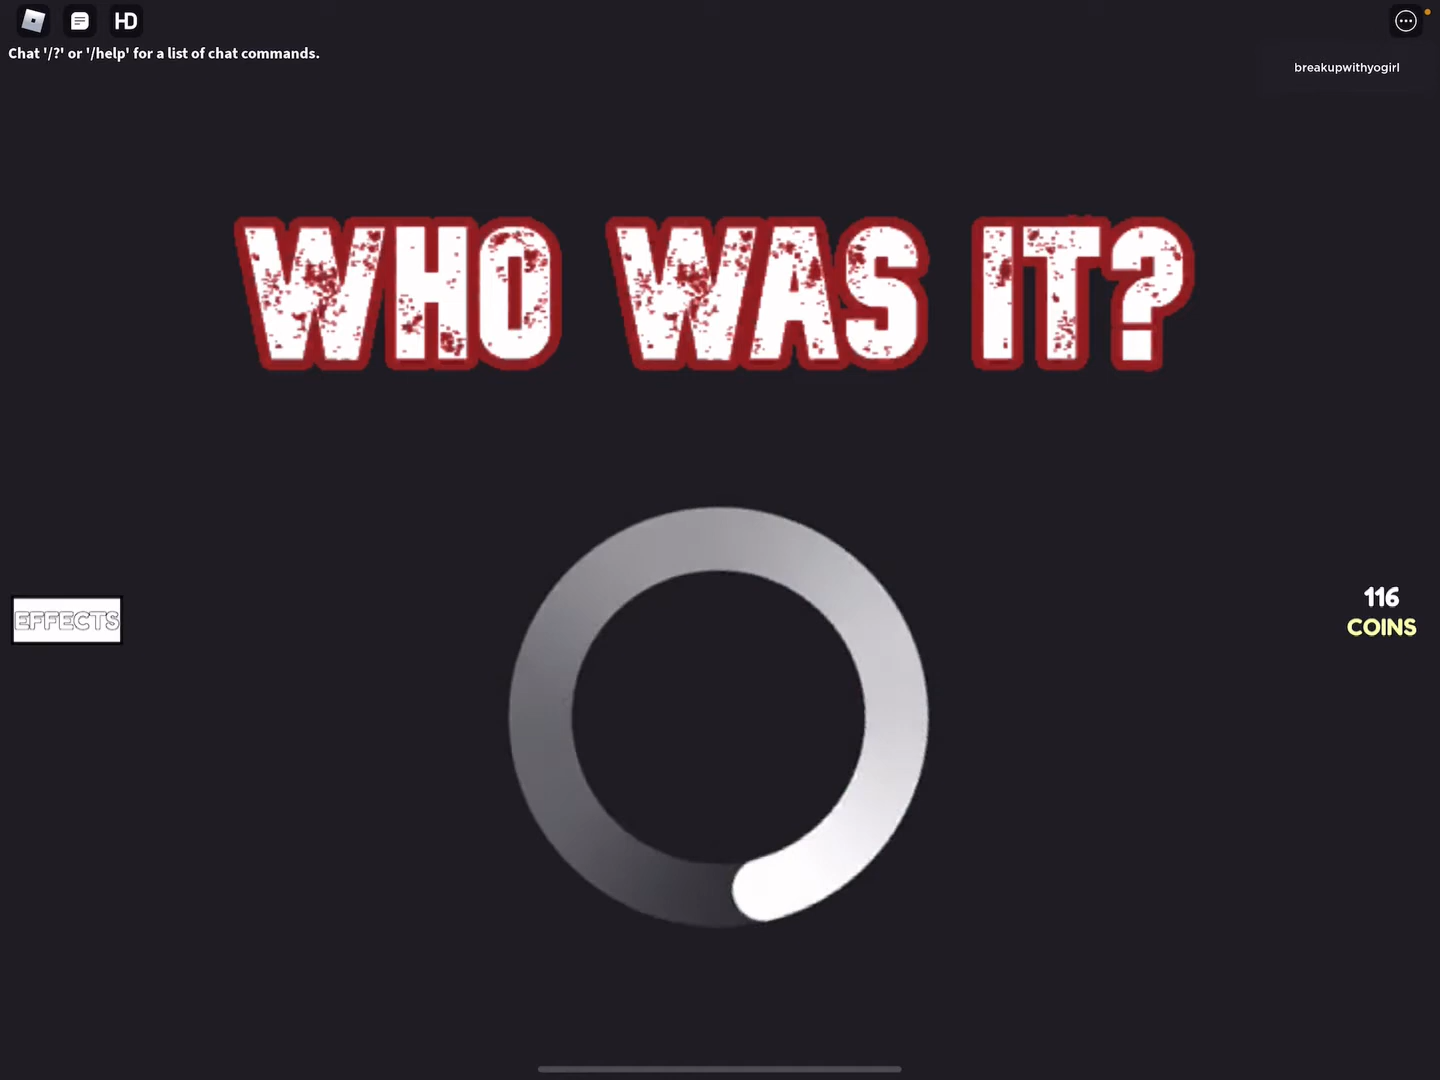 HD
Chat '/?' or '/help' for a list of chat commands.
breakupwithyogirl
WHO WAS IT?
EFFECTS
116
COINS